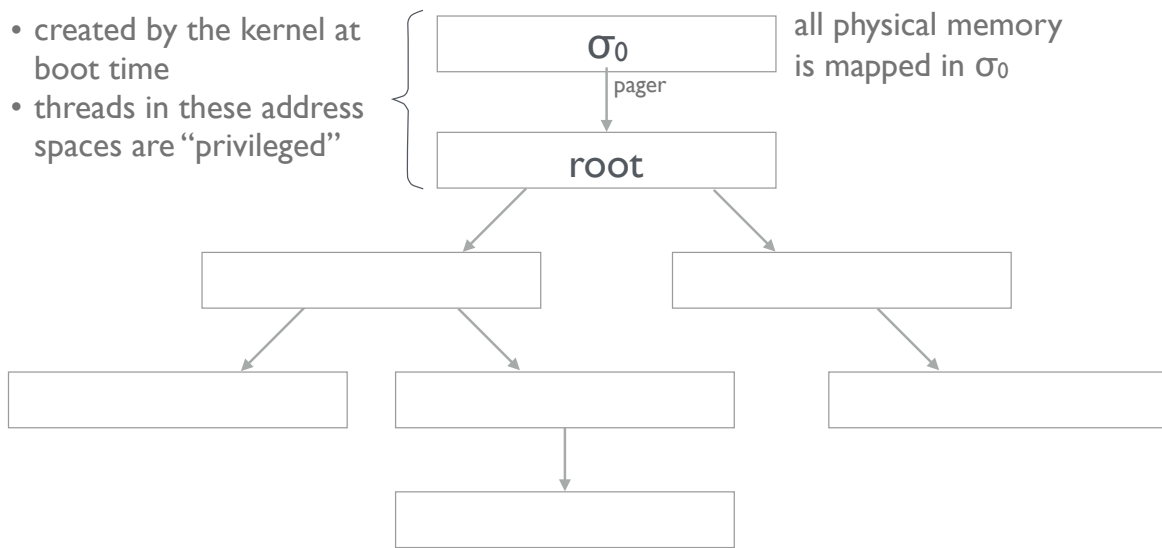 • created by the kernel at
boot time
• threads in these address
spaces are “privileged”
σ₀
pager
root
all physical memory
is mapped in σ₀